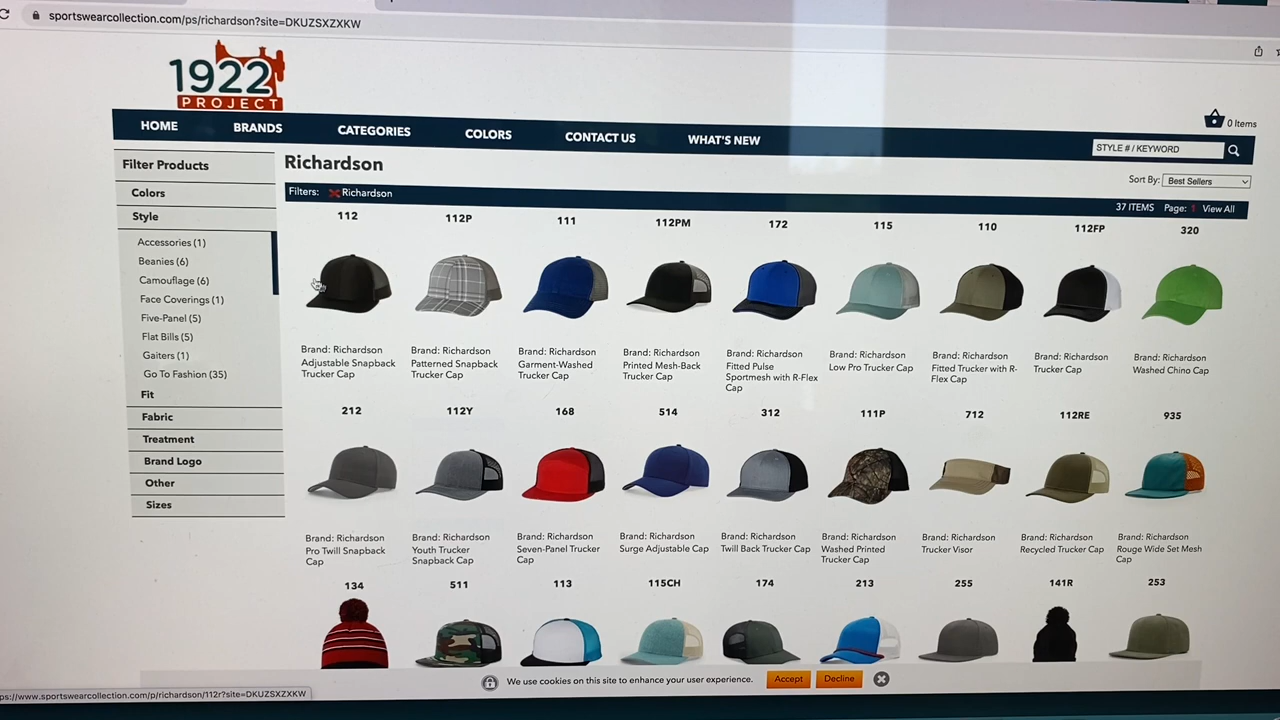 sportswearcollection.com/ps/richardson?site=DKUZSXZXKW
1922
PROJECT
HOME BRANDS CATEGORIES COLORS CONTACT US WHAT'S NEW
0 Items
STYLE # / KEYWORD
Filter Products
Colors
Style
Accessories (1)
Beanies (6)
Camouflage (6)
Face Coverings (1)
Five-Panel (5)
Flat Bills (5)
Gaiters (1)
Go To Fashion (35)
Fit
Fabric
Treatment
Brand Logo
Other
Sizes
Richardson
Sort By: Best Sellers
Filters: Richardson
37 ITEMS Page: 1 View All
112 112P 111 112PM 172 115 110 112FP 320
Brand: Richardson
Adjustable Snapback
Trucker Cap
Brand: Richardson
Patterned Snapback
Trucker Cap
Brand: Richardson
Garment-Washed
Trucker Cap
Brand: Richardson
Printed Mesh-Back
Trucker Cap
Brand: Richardson
Fitted Pulse
Sportmesh with R-Flex
Cap
Brand: Richardson
Low Pro Trucker Cap
Brand: Richardson
Fitted Trucker with R-
Flex Cap
Brand: Richardson
Trucker Cap
Brand: Richardson
Washed Chino Cap
212 112Y 168 514 312 111P 712 112RE 935
Brand: Richardson
Pro Twill Snapback
Cap
Brand: Richardson
Youth Trucker
Snapback Cap
Brand: Richardson
Seven-Panel Trucker
Cap
Brand: Richardson
Surge Adjustable Cap
Brand: Richardson
Twill Back Trucker Cap
Brand: Richardson
Washed Printed
Trucker Cap
Brand: Richardson
Trucker Visor
Brand: Richardson
Recycled Trucker Cap
Brand: Richardson
Rouge Wide Set Mesh
Cap
134 511 113 115CH 174 213 255 141R 253
We use cookies on this site to enhance your user experience. Accept Decline
ps://www.sportswearcollection.com/p/richardson/112r?site=DKUZSXZXKW